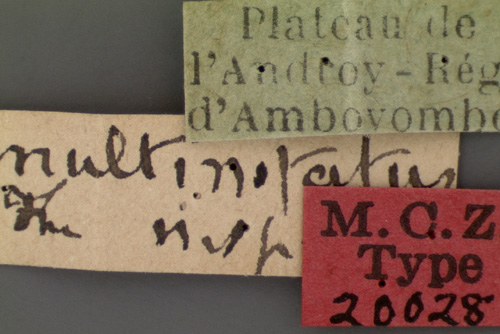 Plateau de
l'Androy-Rég
d'Ambovombe
multinotatus
n sp
M.C.Z
Type
20028